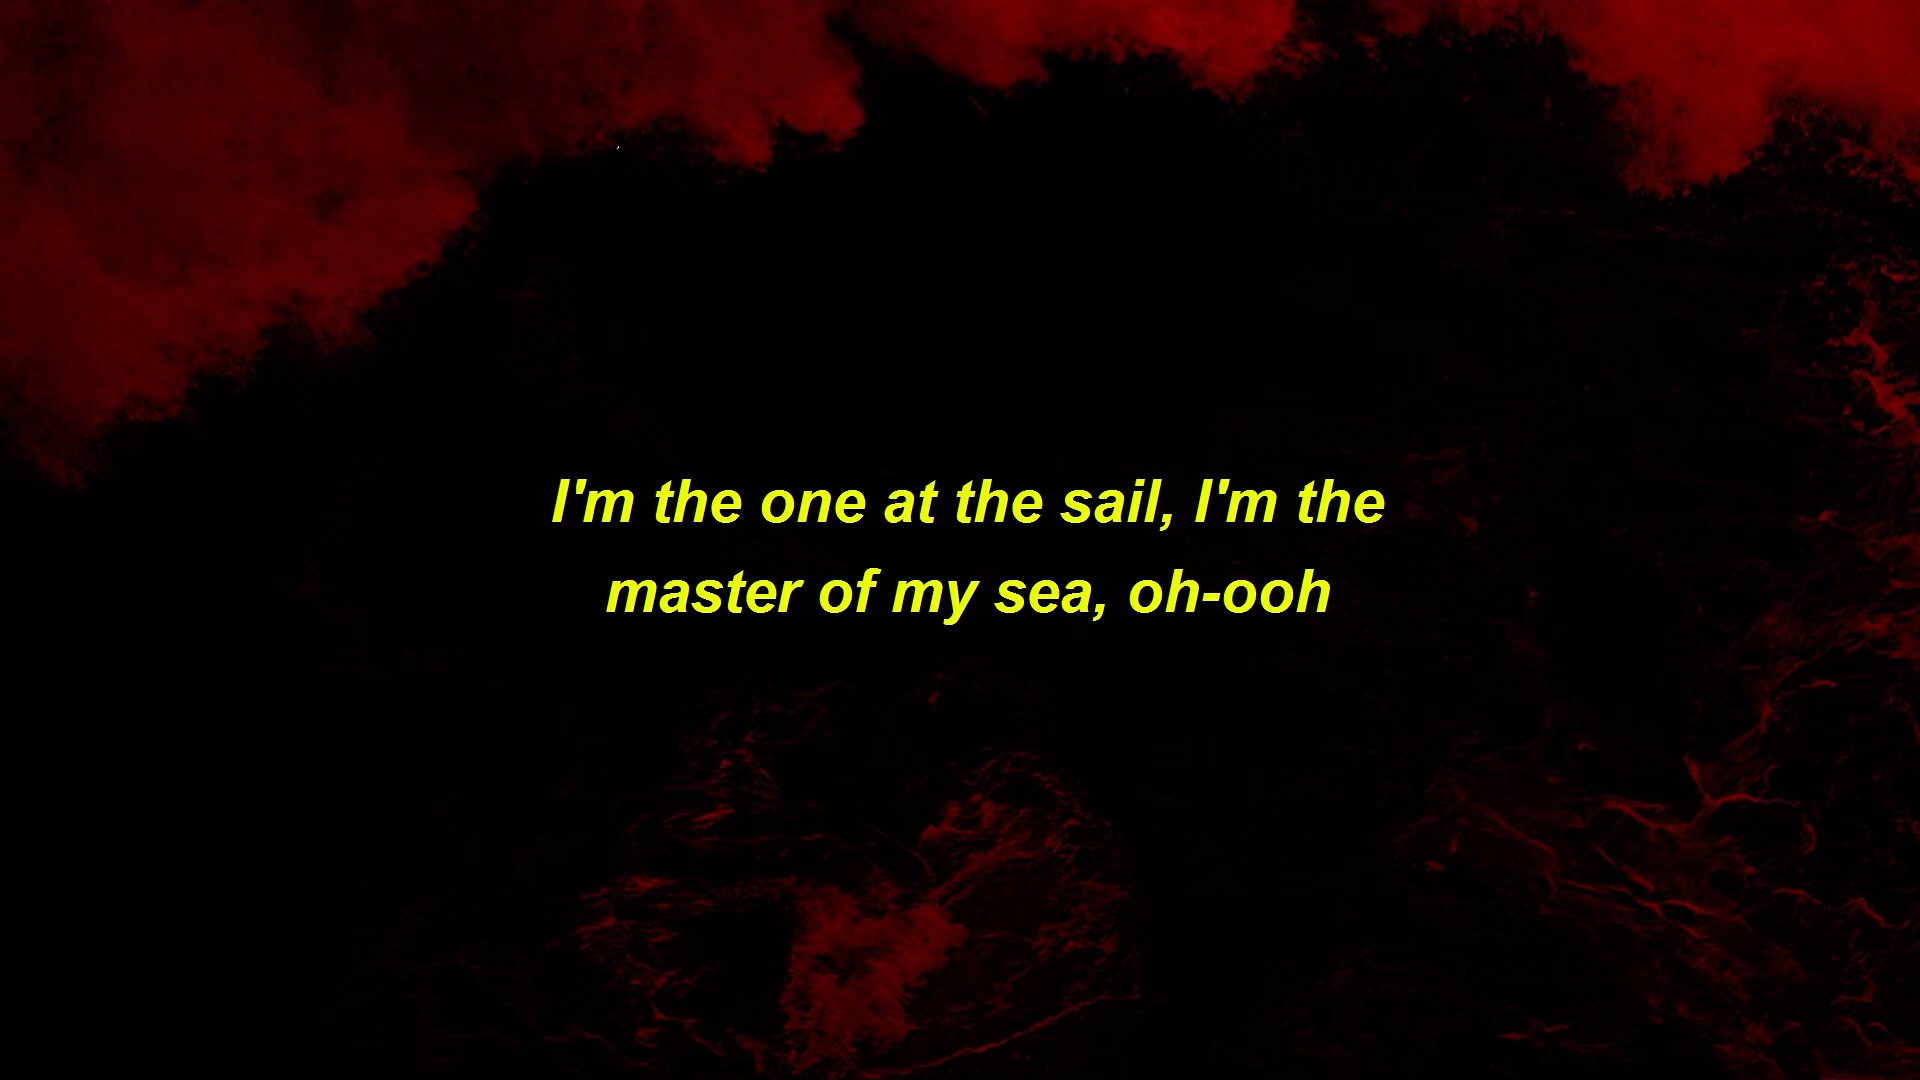 I'm the one at the sail, I'm the
master of my sea, oh-ooh